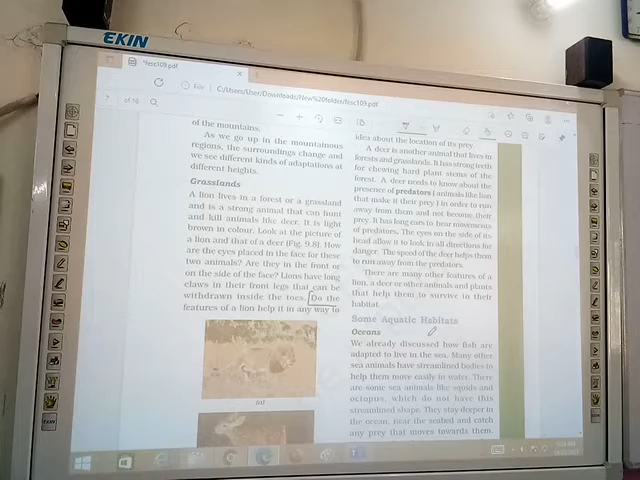 EKIN
fesc109.pdf
File
C:/Users/User/Downloads/New%20folder/fesc109.pdf
? of 16
of the mountains.
As we go up in the mountainous
regions, the surroundings change and
we see different kinds of adaptations at
different heights.
Grasslands
A lion lives in a forest or a grassland
and is a strong animal that can hunt
and kill animals like deer. It is light
brown in colour. Look at the picture of
a lion and that of a deer (Fig. 9.8). How
are the eyes placed in the face for these
two animals? Are they in the front or
on the side of the face? Lions have long
claws in their front legs that can be
withdrawn inside the toes. Do the
features of a lion help it in any way to
(a)
idea about the location of its prey.
A deer is another animal that lives in
forests and grasslands. It has strong teeth
for chewing hard plant stems of the
forest. A deer needs to know about the
presence of predators (animals like lion
that make it their prey) in order to run
away from them and not become their
prey. It has long ears to hear movements
of predators. The eyes on the side of its
head allow it to look in all directions for
danger. The speed of the deer helps them
to run away from the predators.
There are many other features of a
lion, a deer or other animals and plants
that help them to survive in their
habitat.
Some Aquatic Habitats
Oceans
We already discussed how fish are
adapted to live in the sea. Many other
sea animals have streamlined bodies to
help them move easily in water. There
are some sea animals like squids and
octopus, which do not have this
streamlined shape. They stay deeper in
the ocean, near the seabed and catch
any prey that moves towards them.